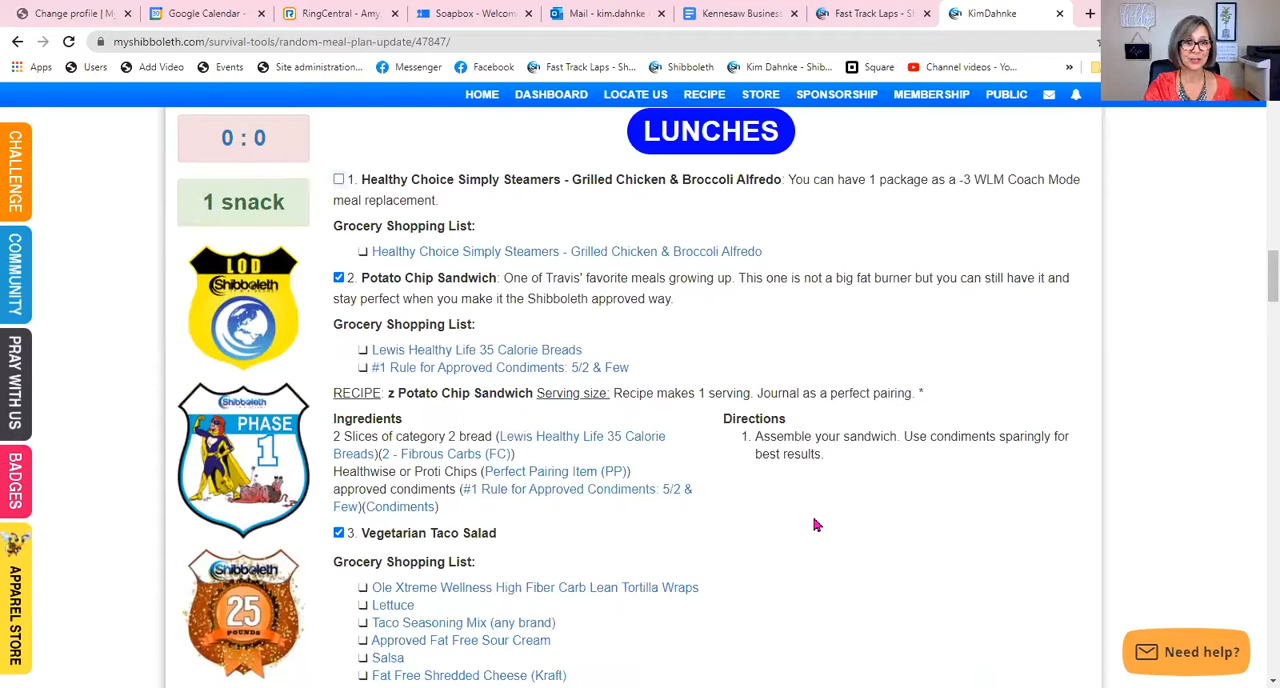 Change profile | My
Google Calendar -
RingCentral - Amy
Soapbox - Welcom
Mail - kim.dahnke
Kennesaw Business
Fast Track Laps - Sh
KimDahnke
myshibboleth.com/survival-tools/random-meal-plan-update/47847/
Apps Users Add Video Events Site administration... Messenger Fast Track Laps - Sh... Shibboleth Kim Dahnke - Shib... Square Channel videos - Yo... »
HOME DASHBOARD LOCATE US RECIPE STORE SPONSORSHIP MEMBERSHIP PUBLIC
CHALLENGE
COMMUNITY
PRAY WITH US
BADGES
APPAREL STORE
0 : 0
1 snack
LOD
Shibboleth
Shibboleth
PHASE
1
Shibboleth
25
POUNDS
LUNCHES
1. Healthy Choice Simply Steamers - Grilled Chicken & Broccoli Alfredo: You can have 1 package as a -3 WLM Coach Mode
meal replacement.
Grocery Shopping List:
Healthy Choice Simply Steamers - Grilled Chicken & Broccoli Alfredo
2. Potato Chip Sandwich: One of Travis' favorite meals growing up. This one is not a big fat burner but you can still have it and
stay perfect when you make it the Shibboleth approved way.
Grocery Shopping List:
Lewis Healthy Life 35 Calorie Breads
#1 Rule for Approved Condiments: 5/2 & Few
RECIPE: z Potato Chip Sandwich Serving size: Recipe makes 1 serving. Journal as a perfect pairing. *
Ingredients
2 Slices of category 2 bread (Lewis Healthy Life 35 Calorie
Breads)(2 - Fibrous Carbs (FC))
Healthwise or Proti Chips (Perfect Pairing Item (PP))
approved condiments (#1 Rule for Approved Condiments: 5/2 &
Few)(Condiments)
Directions
1. Assemble your sandwich. Use condiments sparingly for
best results.
3. Vegetarian Taco Salad
Grocery Shopping List:
Ole Xtreme Wellness High Fiber Carb Lean Tortilla Wraps
Lettuce
Taco Seasoning Mix (any brand)
Approved Fat Free Sour Cream
Salsa
Fat Free Shredded Cheese (Kraft)
Need help?